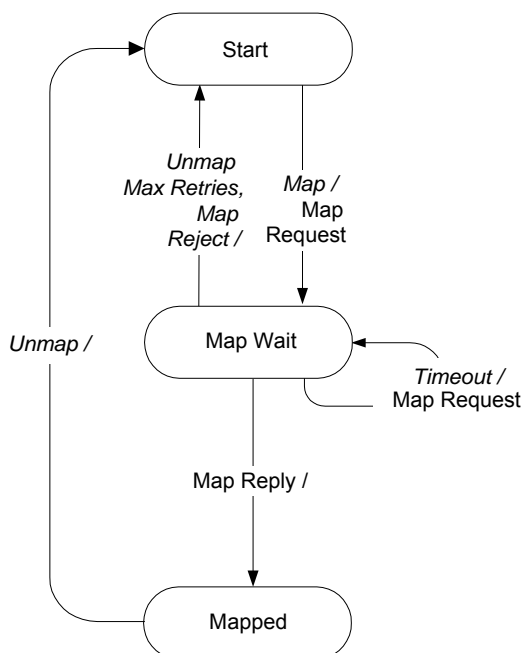 Start
Unmap
Max Retries,
Map
Reject /
Map /
Map
Request
Map Wait
Unmap /
Timeout /
Map Request
Map Reply /
Mapped